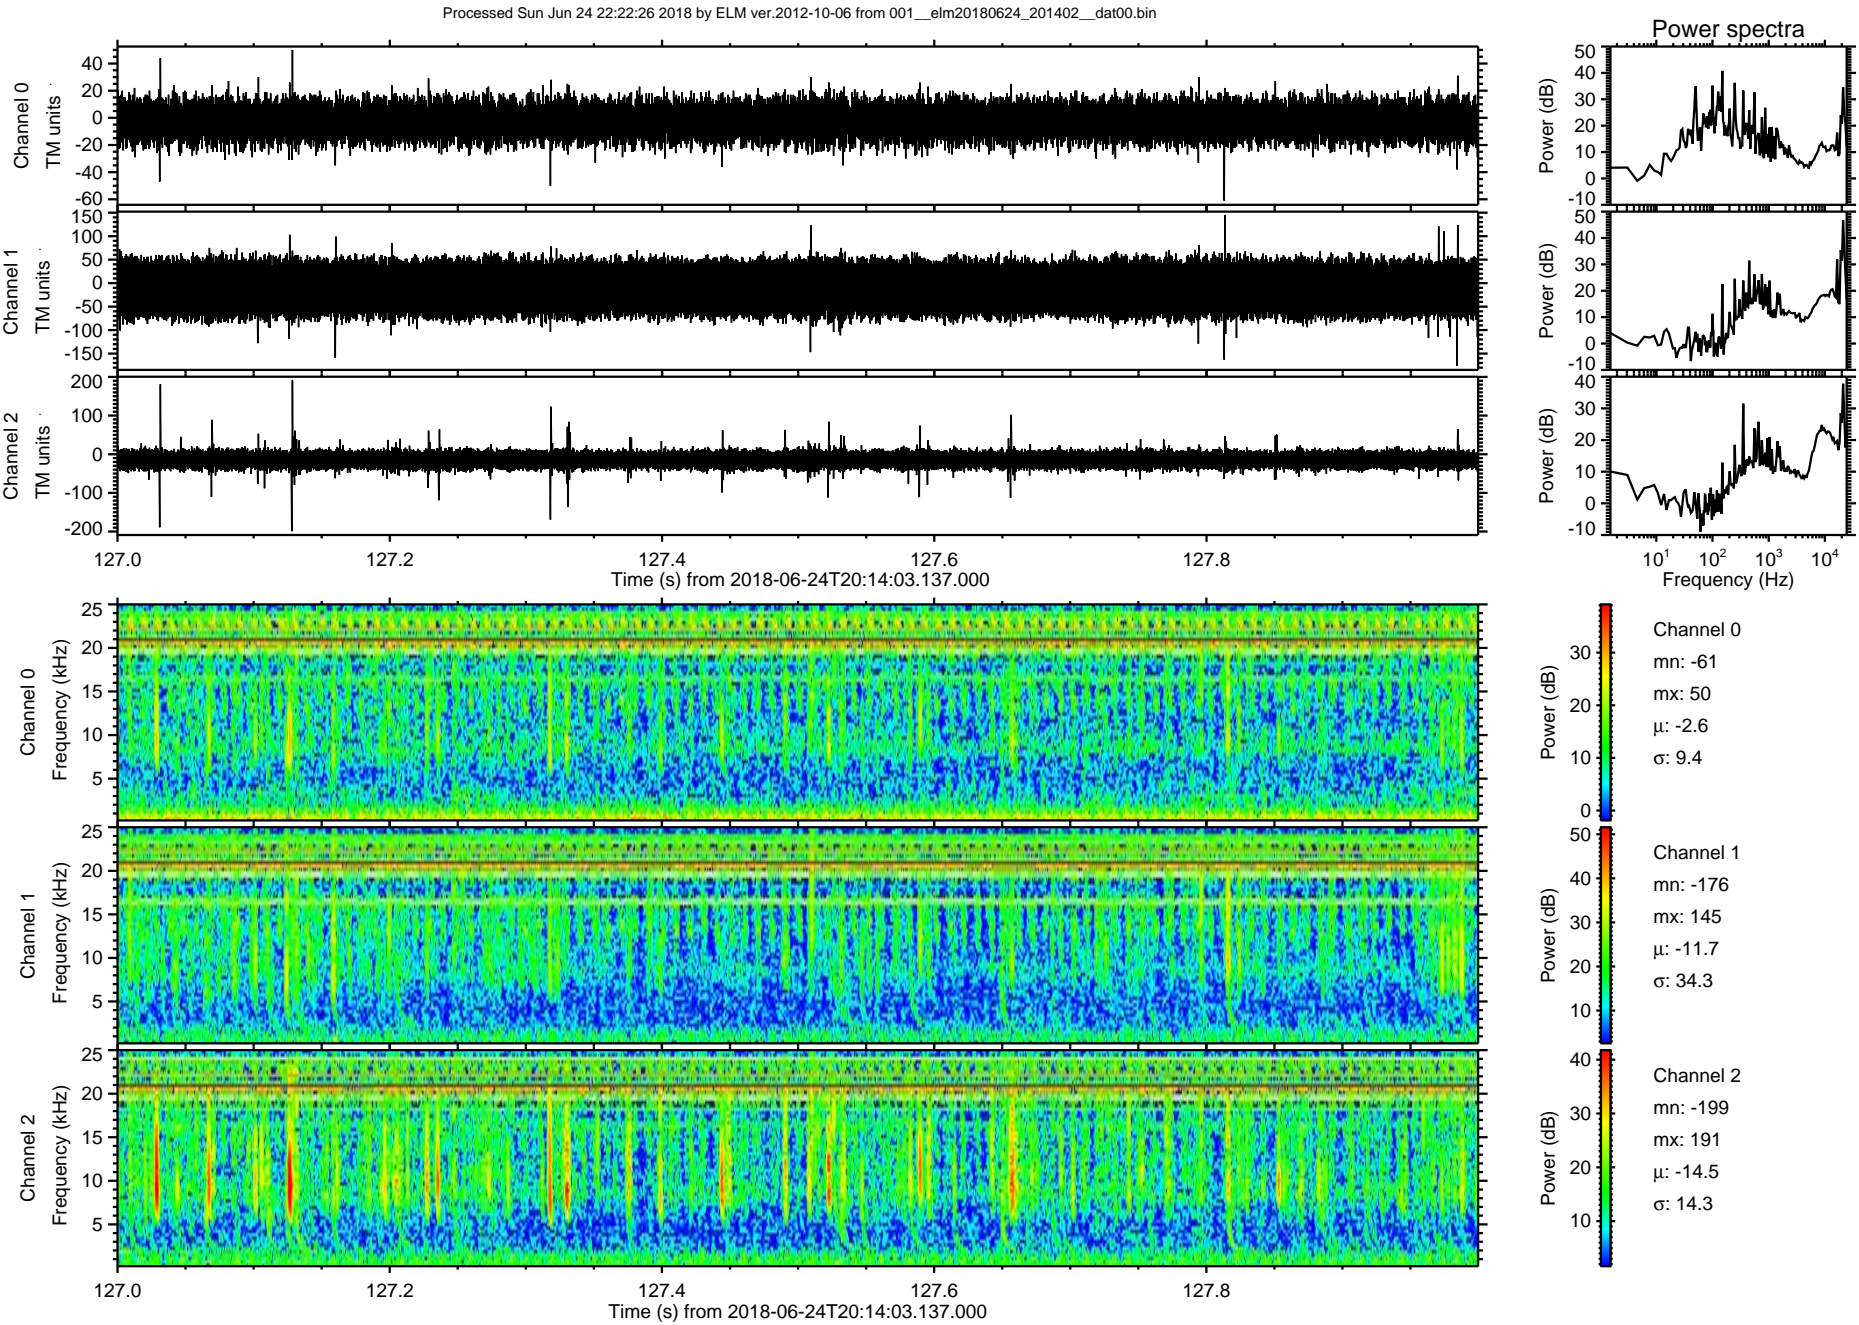 Processed Sun Jun 24 22:22:26 2018 by ELM ver.2012-10-06 from 001__elm20180624_201402__dat00.bin
Power spectra
Channel 0
TM units
40
20
0
-20
-40
-60
Power (dB)
50
40
30
20
10
0
-10
Channel 1
TM units
150
100
50
0
-50
-100
-150
Power (dB)
50
40
30
20
10
0
-10
Channel 2
TM units
200
100
0
-100
-200
Power (dB)
40
30
20
10
0
-10
127.0 127.2 127.4 127.6 127.8
Time (s) from 2018-06-24T20:14:03.137.000
10¹ 10² 10³ 10⁴
Frequency (Hz)
Channel 0
Frequency (kHz)
25
20
15
10
5
Power (dB)
30
20
10
0
Channel 0
mn: -61
mx: 50
μ: -2.6
σ: 9.4
Channel 1
Frequency (kHz)
25
20
15
10
5
Power (dB)
50
40
30
20
10
Channel 1
mn: -176
mx: 145
μ: -11.7
σ: 34.3
Channel 2
Frequency (kHz)
25
20
15
10
5
Power (dB)
40
30
20
10
Channel 2
mn: -199
mx: 191
μ: -14.5
σ: 14.3
127.0 127.2 127.4 127.6 127.8
Time (s) from 2018-06-24T20:14:03.137.000